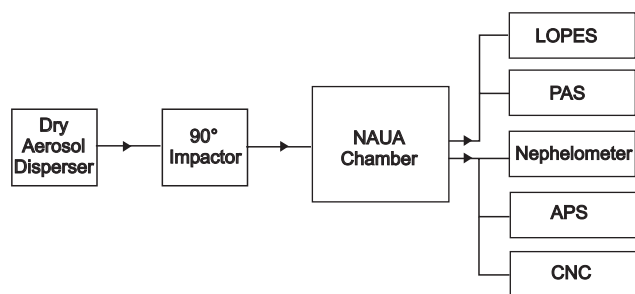 Dry
Aerosol
Disperser
90°
Impactor
NAUA
Chamber
LOPES
PAS
Nephelometer
APS
CNC